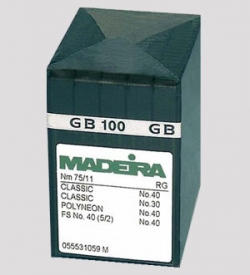 GB 100 GB
MADEIRA
Nm 75/11 RG
CLASSIC No.40
CLASSIC No.30
POLYNEON No.40
FS No. 40 (5/2) No.40
055531059 M